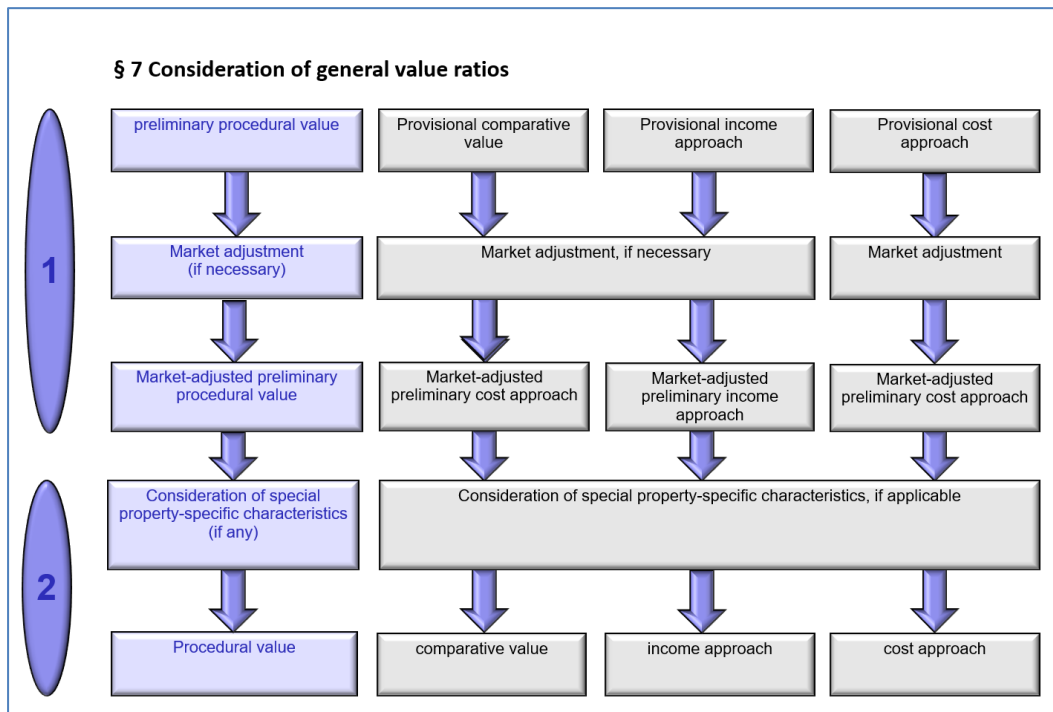 § 7 Consideration of general value ratios
1
preliminary procedural value
Provisional comparative
value
Provisional income
approach
Provisional cost
approach
Market adjustment
(if necessary)
Market adjustment, if necessary
Market adjustment
Market-adjusted preliminary
procedural value
Market-adjusted
preliminary cost approach
Market-adjusted
preliminary income
approach
Market-adjusted
preliminary cost approach
2
Consideration of special
property-specific characteristics
(if any)
Consideration of special property-specific characteristics, if applicable
Procedural value
comparative value
income approach
cost approach